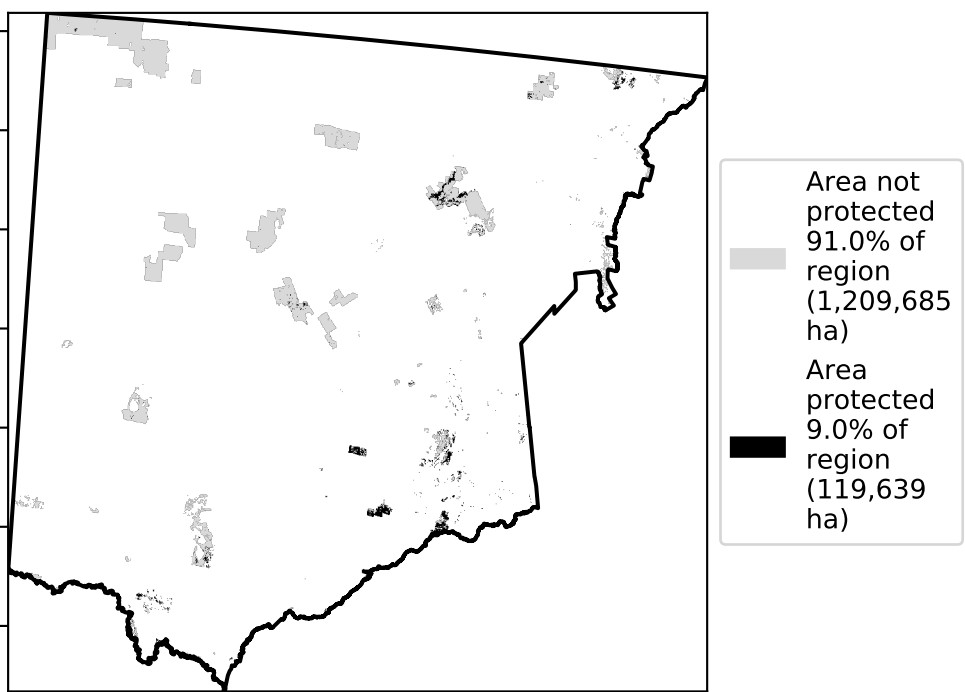 Area not
protected
91.0% of
region
(1,209,685
ha)
Area
protected
9.0% of
region
(119,639
ha)